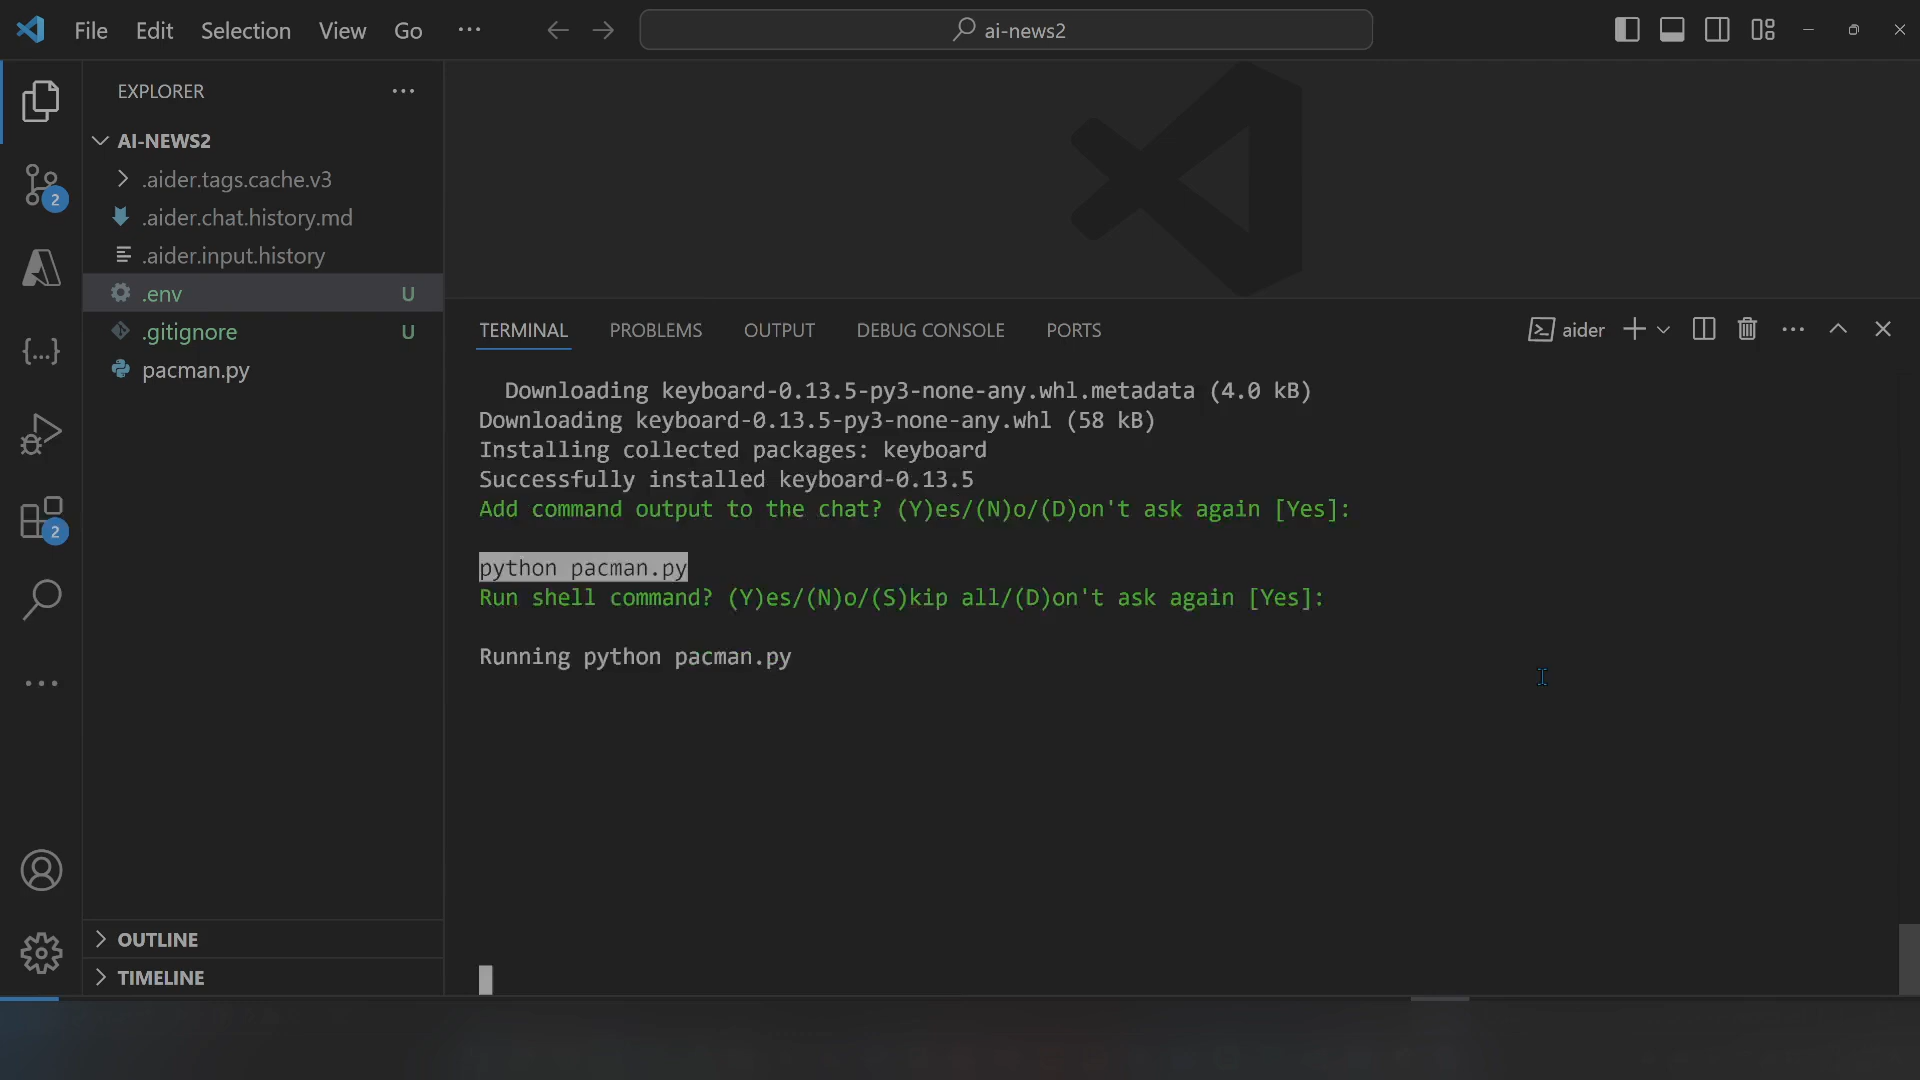 File Edit Selection View Go ··· ai-news2
EXPLORER ···
AI-NEWS2
.aider.tags.cache.v3
.aider.chat.history.md
.aider.input.history
.env U
.gitignore U
pacman.py
2
2
OUTLINE
TIMELINE
TERMINAL PROBLEMS OUTPUT DEBUG CONSOLE PORTS aider
Downloading keyboard-0.13.5-py3-none-any.whl.metadata (4.0 kB)
Downloading keyboard-0.13.5-py3-none-any.whl (58 kB)
Installing collected packages: keyboard
Successfully installed keyboard-0.13.5
Add command output to the chat? (Y)es/(N)o/(D)on't ask again [Yes]:
python pacman.py
Run shell command? (Y)es/(N)o/(S)kip all/(D)on't ask again [Yes]:
Running python pacman.py